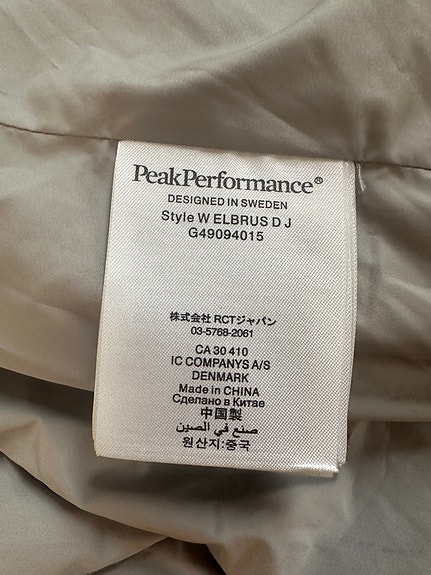 PeakPerformance®
DESIGNED IN SWEDEN
Style W ELBRUS D J
G49094015
株式会社 RCTジャパン
03-5768-2061
CA 30 410
IC COMPANYS A/S
DENMARK
Made in CHINA
Сделано в Китае
中国製
صنع في الصين
원산지:중국